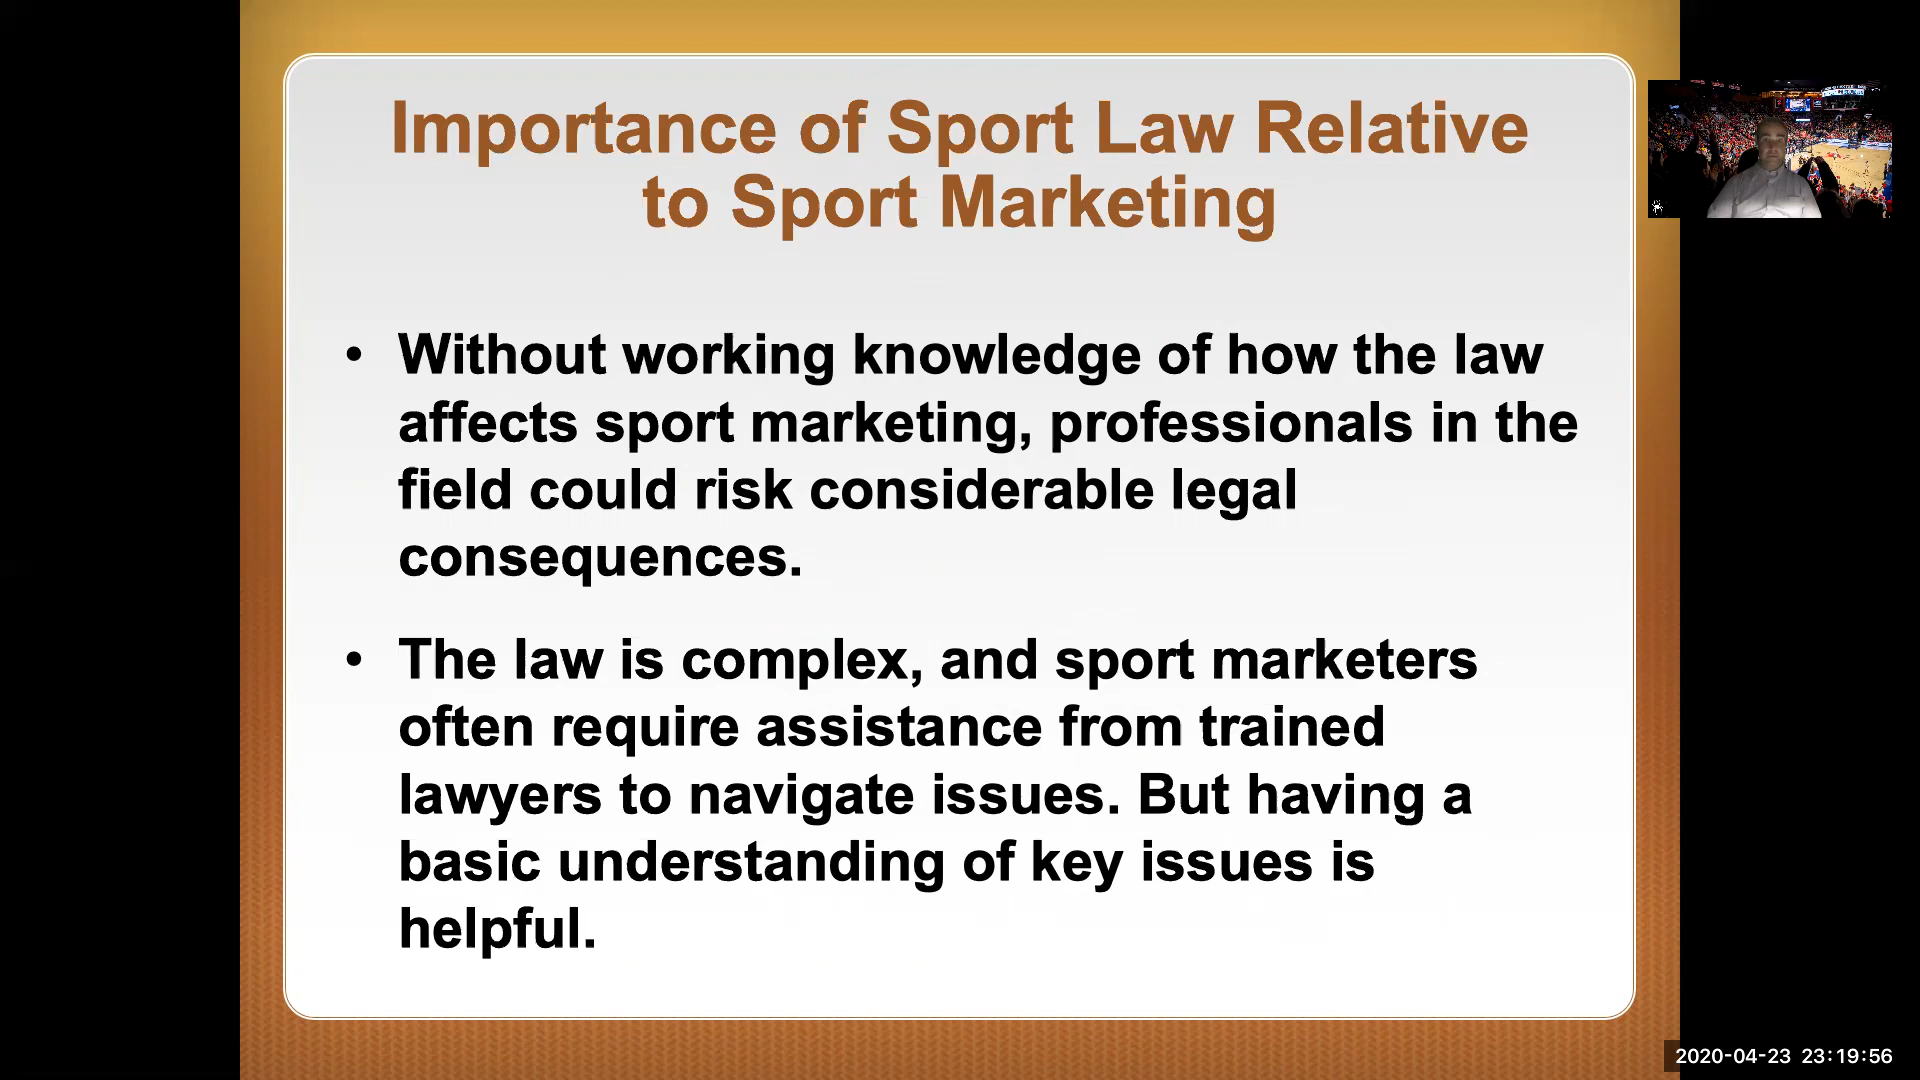 Importance of Sport Law Relative
to Sport Marketing
• Without working knowledge of how the law
affects sport marketing, professionals in the
field could risk considerable legal
consequences.
• The law is complex, and sport marketers
often require assistance from trained
lawyers to navigate issues. But having a
basic understanding of key issues is
helpful.
2020-04-23 23:19:56